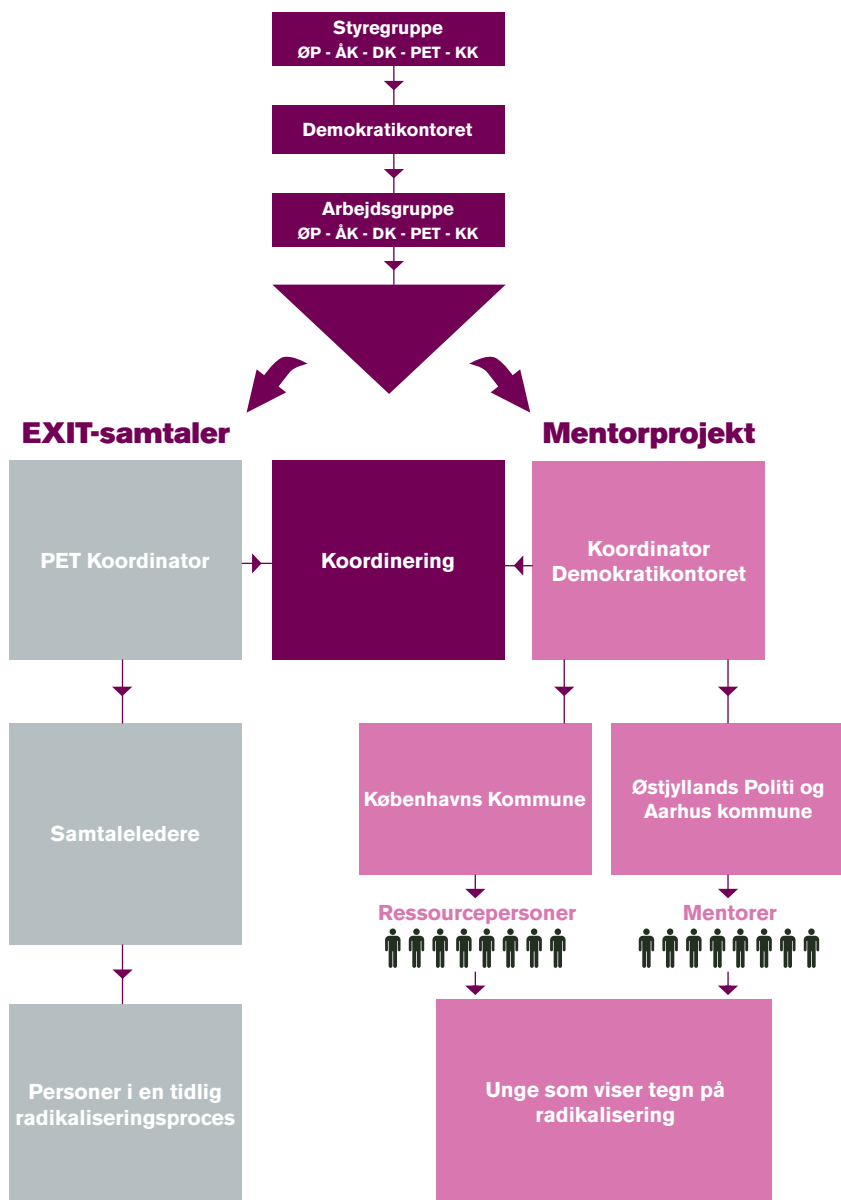 Styregruppe
ØP - ÅK - DK - PET - KK
Demokratikontoret
Arbejdsgruppe
ØP - ÅK - DK - PET - KK
EXIT-samtaler
Mentorprojekt
PET Koordinator
Koordinering
Koordinator
Demokratikontoret
Samtaleledere
Københavns Kommune
Østjyllands Politi og
Aarhus kommune
Ressourcepersoner
Mentorer
Personer i en tidlig
radikaliseringsproces
Unge som viser tegn på
radikalisering